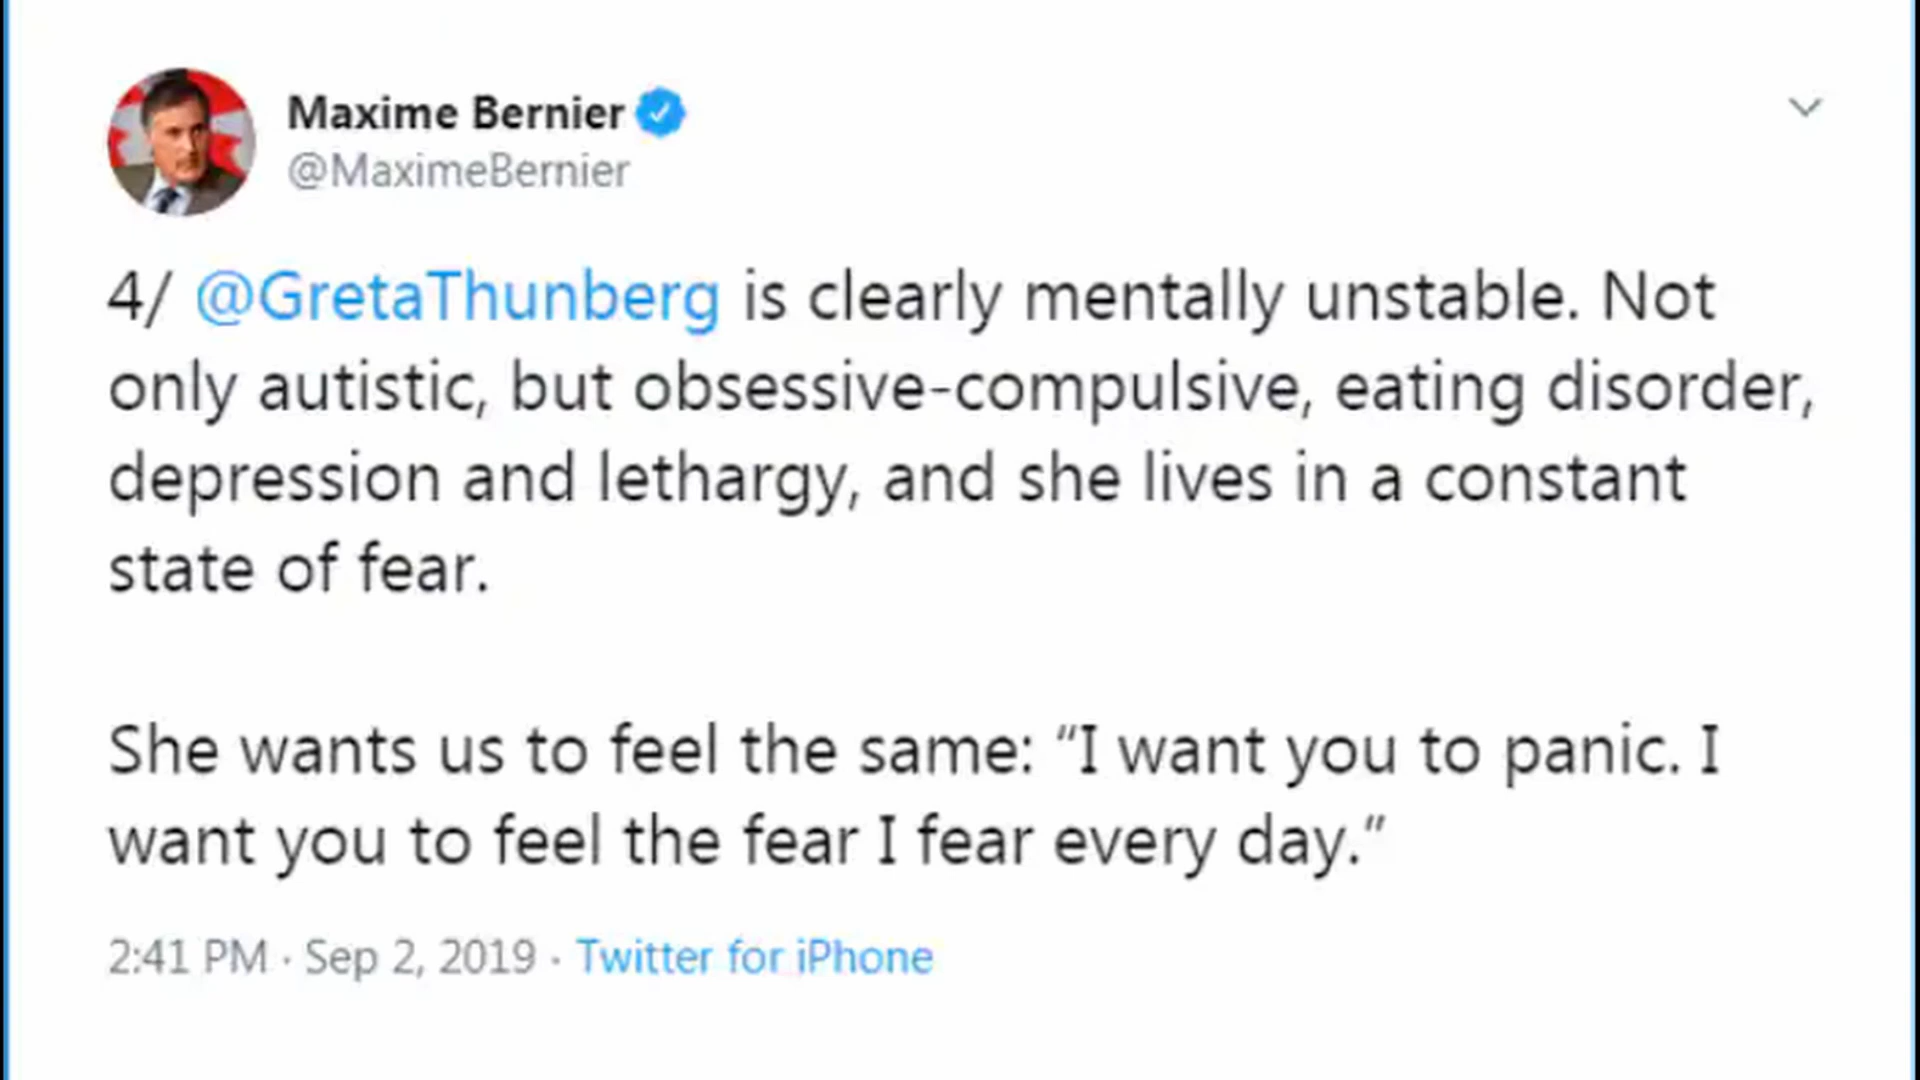 Maxime Bernier
@MaximeBernier
4/ @GretaThunberg is clearly mentally unstable. Not
only autistic, but obsessive-compulsive, eating disorder,
depression and lethargy, and she lives in a constant
state of fear.
She wants us to feel the same: “I want you to panic. I
want you to feel the fear I fear every day.”
2:41 PM · Sep 2, 2019 · Twitter for iPhone